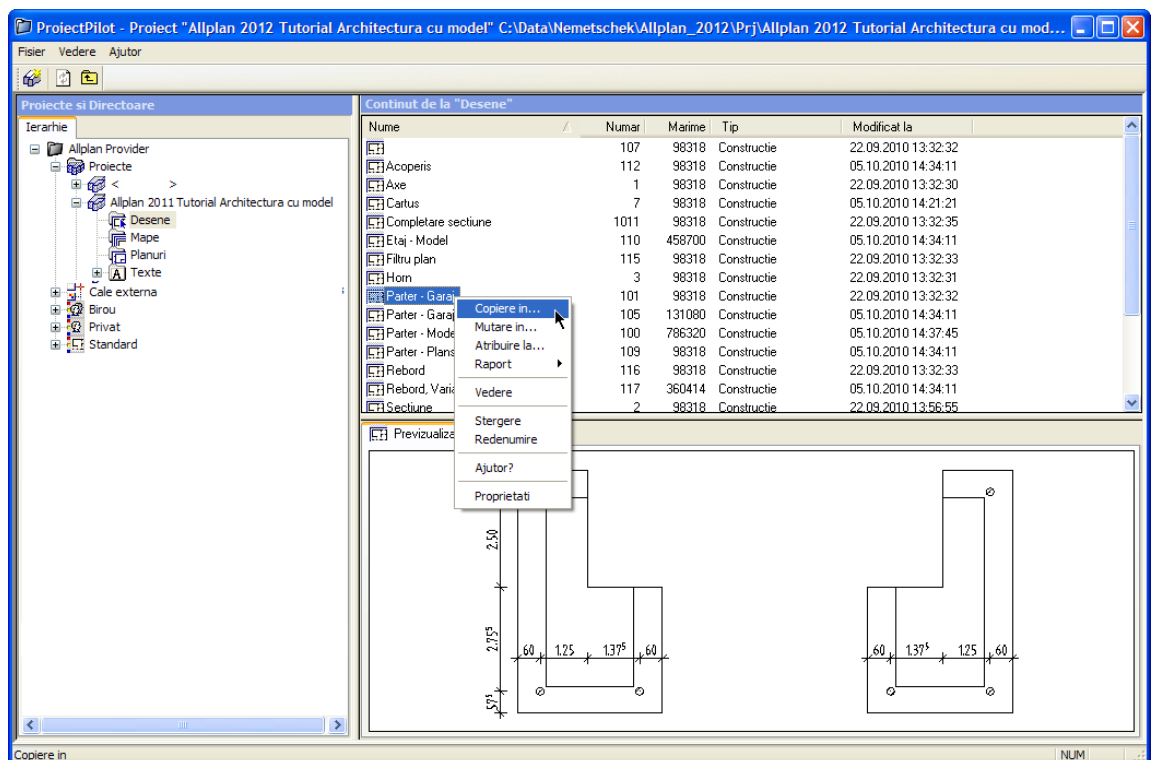 ProiectPilot - Proiect "Allplan 2012 Tutorial Architectura cu model" C:\Data\Nemetschek\Allplan_2012\Prj\Allplan 2012 Tutorial Architectura cu mod...
Fisier Vedere Ajutor
Proiecte si Directoare
Ierarhie
Allplan Provider
Proiecte
< >
Allplan 2011 Tutorial Architectura cu model
Desene
Mape
Planuri
Texte
Cale externa
Birou
Privat
Standard
Continut de la "Desene"
Nume Numar Marime Tip Modificat la
107 98318 Constructie 22.09.2010 13:32:32
Acoperis 112 98318 Constructie 05.10.2010 14:34:11
Axe 1 98318 Constructie 22.09.2010 13:32:30
Cartus 7 98318 Constructie 05.10.2010 14:21:21
Completare sectiune 1011 98318 Constructie 22.09.2010 13:32:35
Etaj - Model 110 458700 Constructie 05.10.2010 14:34:11
Filtru plan 115 98318 Constructie 22.09.2010 13:32:33
Horn 3 98318 Constructie 22.09.2010 13:32:31
Parter - Garaj 101 98318 Constructie 22.09.2010 13:32:32
Parter - Garaj 105 131080 Constructie 05.10.2010 14:34:11
Parter - Mode 100 786320 Constructie 05.10.2010 14:37:45
Parter - Plans 109 98318 Constructie 05.10.2010 14:34:11
Rebord 116 98318 Constructie 22.09.2010 13:32:33
Rebord, Varia 117 360414 Constructie 05.10.2010 14:34:11
Sectiune 2 98318 Constructie 22.09.2010 13:56:55
Copiere in...
Mutare in...
Atribuire la...
Raport
Vedere
Stergere
Redenumire
Ajutor?
Proprietati
Previzualiza
2.50
2.75⁵
60 1.25 1.37⁵ 60
57⁵
60 1.37⁵ 1.25 60
Copiere in NUM